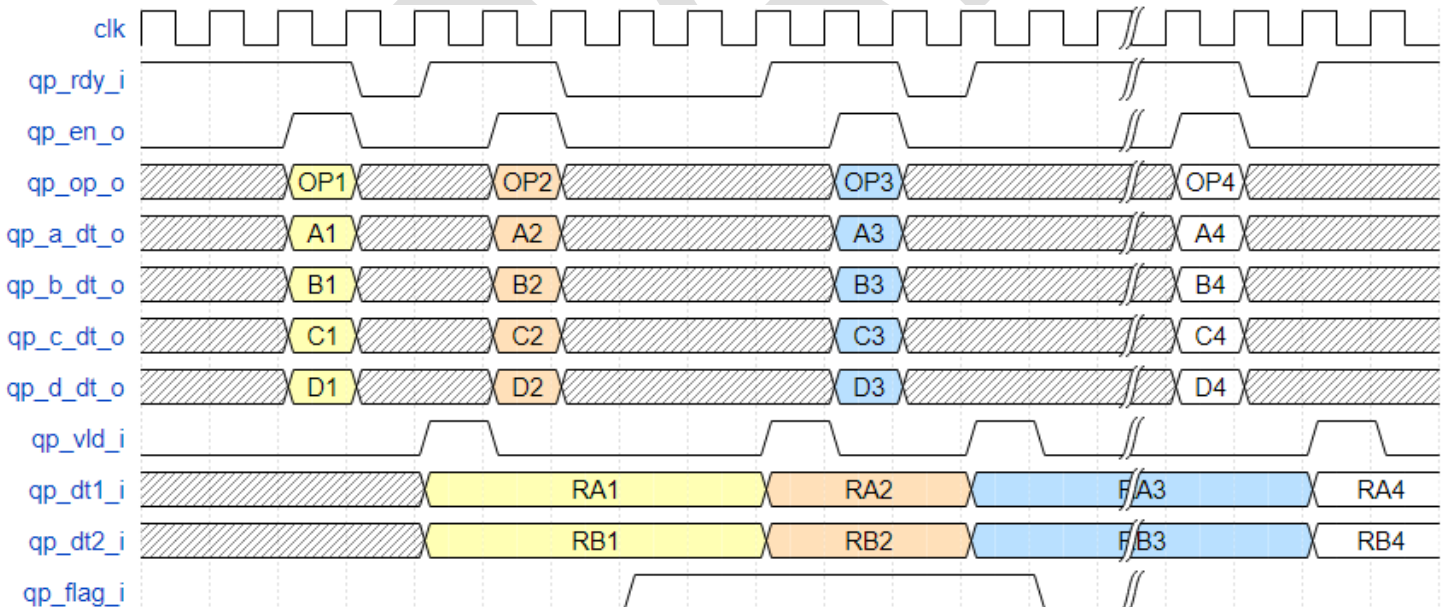 clk
qp_rdy_i
qp_en_o
qp_op_o OP1 OP2 OP3 OP4
qp_a_dt_o A1 A2 A3 A4
qp_b_dt_o B1 B2 B3 B4
qp_c_dt_o C1 C2 C3 C4
qp_d_dt_o D1 D2 D3 D4
qp_vld_i
qp_dt1_i RA1 RA2 RA3 RA4
qp_dt2_i RB1 RB2 RB3 RB4
qp_flag_i